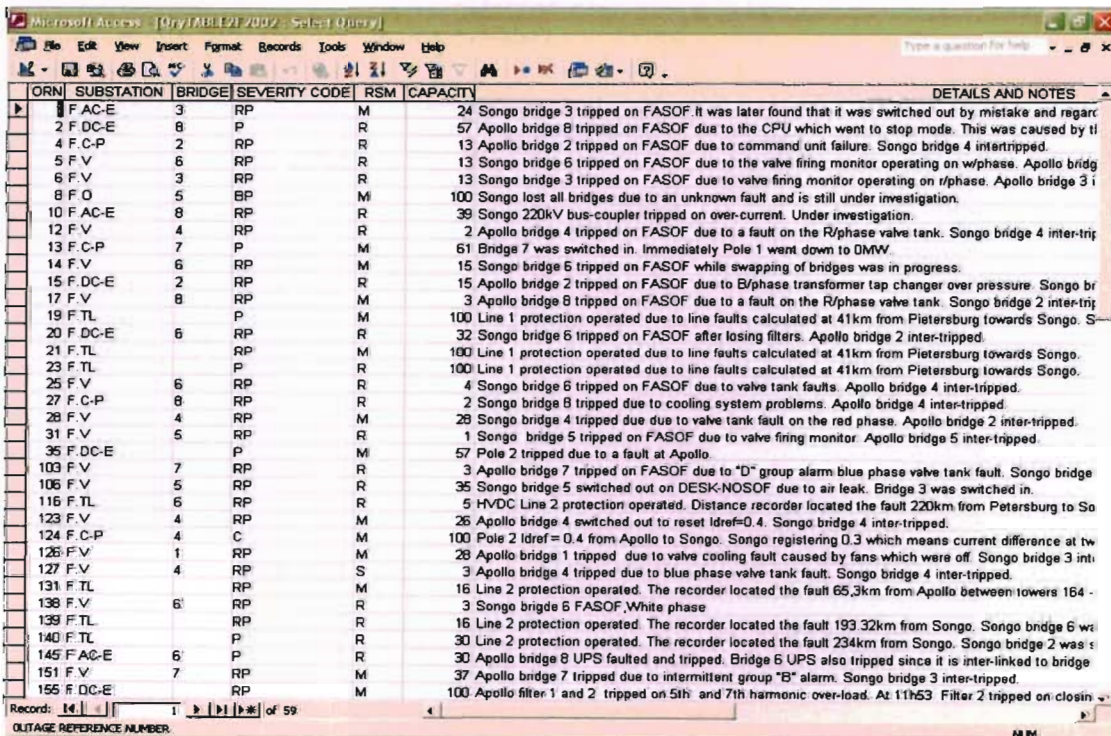 Microsoft Access - [QryTABLE2F2002 : Select Query]
File Edit View Insert Format Records Tools Window Help Type a question for help
ORN SUBSTATION BRIDGE SEVERITY CODE RSM CAPACITY DETAILS AND NOTES
F.AC-E 3 RP M 24 Songo bridge 3 tripped on FASOF.It was later found that it was switched out by mistake and regard
2 F.DC-E 8 P R 57 Apollo bridge 8 tripped on FASOF due to the CPU which went to stop mode. This was caused by
4 F.C-P 2 RP R 13 Apollo bridge 2 tripped on FASOF due to command unit failure. Songo bridge 4 intertripped.
5 F.V 6 RP R 13 Songo bridge 6 tripped on FASOF due to the valve firing monitor operating on w/phase. Apollo bridg
6 F.V 3 RP R 13 Songo bridge 3 tripped on FASOF due to valve firing monitor operating on r/phase. Apollo bridge 3 i
8 F.O 5 BP M 100 Songo lost all bridges due to an unknown fault and is still under investigation.
10 F.AC-E 8 RP R 39 Songo 220kV bus-coupler tripped on over-current. Under investigation.
12 F.V 4 RP R 2 Apollo bridge 4 tripped on FASOF due to a fault on the R/phase valve tank. Songo bridge 4 inter-trip
13 F.C-P 7 P M 61 Bridge 7 was switched in. Immediately Pole 1 went down to 0MW.
14 F.V 6 RP M 15 Songo bridge 6 tripped on FASOF while swapping of bridges was in progress.
15 F.DC-E 2 RP R 15 Apollo bridge 2 tripped on FASOF due to B/phase transformer tap changer over pressure. Songo br
17 F.V 8 RP M 3 Apollo bridge 8 tripped on FASOF due to a fault on the R/phase valve tank. Songo bridge 2 inter-trip
19 F.TL P M 100 Line 1 protection operated due to line faults calculated at 41km from Pietersburg towards Songo. S
20 F.DC-E 6 RP R 32 Songo bridge 6 tripped on FASOF after losing filters. Apollo bridge 2 inter-tripped.
21 F.TL RP M 100 Line 1 protection operated due to line faults calculated at 41km from Pietersburg towards Songo.
23 F.TL P R 100 Line 1 protection operated due to line faults calculated at 41km from Pietersburg towards Songo.
25 F.V 6 RP R 4 Songo bridge 6 tripped on FASOF due to valve tank faults. Apollo bridge 4 inter-tripped.
27 F.C-P 8 RP R 2 Songo bridge 8 tripped due to cooling system problems. Apollo bridge 4 inter-tripped.
28 F.V 4 RP M 28 Songo bridge 4 tripped due due to valve tank fault on the red phase. Apollo bridge 2 inter-tripped.
31 F.V 5 RP R 1 Songo bridge 5 tripped on FASOF due to valve firing monitor. Apollo bridge 5 inter-tripped.
35 F.DC-E P M 57 Pole 2 tripped due to a fault at Apollo.
103 F.V 7 RP R 3 Apollo bridge 7 tripped on FASOF due to "D" group alarm blue phase valve tank fault. Songo bridge
106 F.V 5 RP R 35 Songo bridge 5 switched out on DESK-NOSOF due to air leak. Bridge 3 was switched in.
116 F.TL 6 RP R 5 HVDC Line 2 protection operated. Distance recorder located the fault 220km from Petersburg to So
123 F.V 4 RP M 26 Apollo bridge 4 switched out to reset Idref=0.4. Songo bridge 4 inter-tripped.
124 F.C-P 4 C M 100 Pole 2 Idref = 0.4 from Apollo to Songo. Songo registering 0.3 which means current difference at tw
126 F.V 1 RP M 28 Apollo bridge 1 tripped due to valve cooling fault caused by fans which were off. Songo bridge 3 int
127 F.V 4 RP S 3 Apollo bridge 4 tripped due to blue phase valve tank fault. Songo bridge 4 inter-tripped.
131 F.TL RP M 16 Line 2 protection operated. The recorder located the fault 65,3km from Apollo between towers 164 -
138 F.V 6 RP R 3 Songo brigde 6 FASOF,White phase
139 F.TL RP R 16 Line 2 protection operated. The recorder located the fault 193.32km from Songo. Songo bridge 6 wa
140 F.TL P R 30 Line 2 protection operated. The recorder located the fault 234km from Songo. Songo bridge 2 was s
145 F.AC-E 6 P R 30 Apollo bridge 8 UPS faulted and tripped. Bridge 6 UPS also tripped since it is inter-linked to bridge
151 F.V 7 RP M 37 Apollo bridge 7 tripped due to intermittent group "B" alarm. Songo bridge 3 inter-tripped.
155 F.DC-E RP M 100 Apollo filter 1 and 2 tripped on 5th and 7th harmonic over-load. At 11h53 Filter 2 tripped on closin
Record: 1 of 59
OUTAGE REFERENCE NUMBER NUM